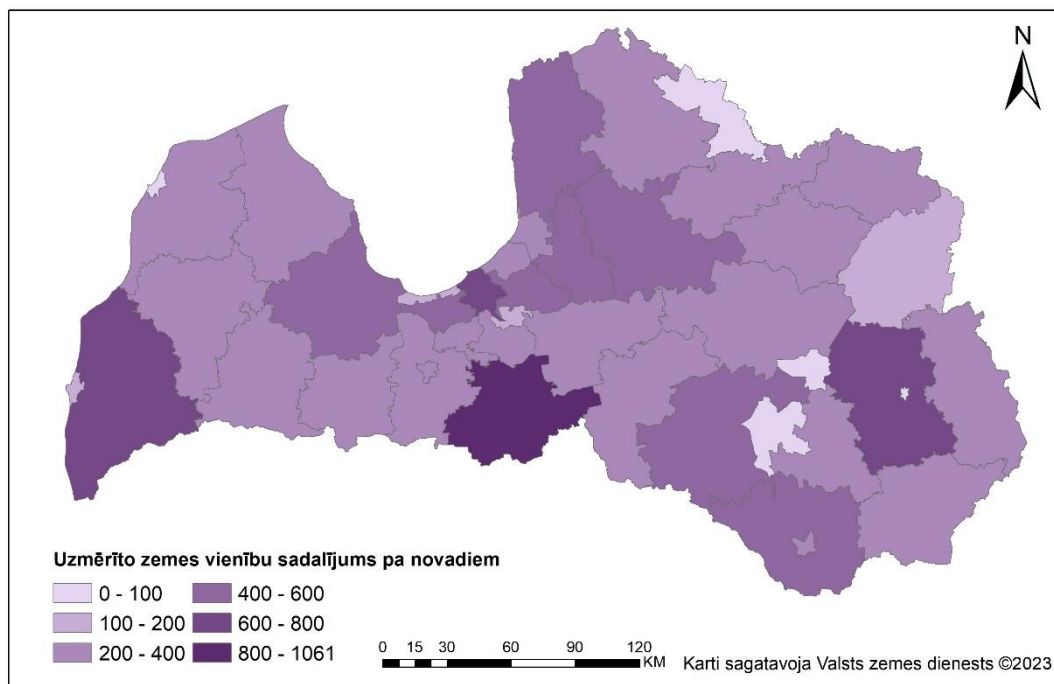 N
Uzmērīto zemes vienību sadalījums pa novadiem
0 - 100
100 - 200
200 - 400
400 - 600
600 - 800
800 - 1061
0 15 30 60 90 120
KM
Karti sagatavoja Valsts zemes dienests ©2023